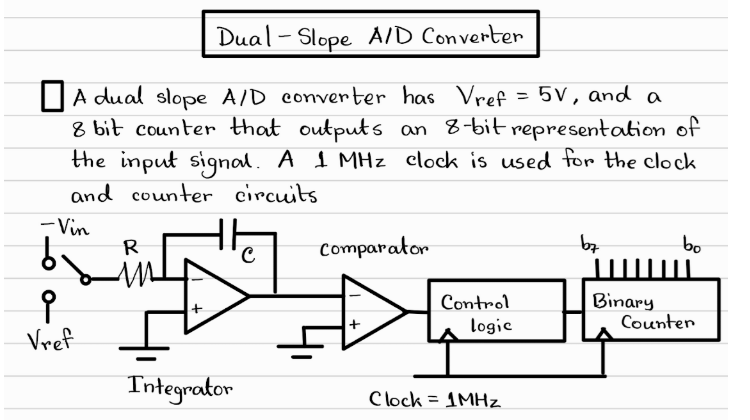 Dual-Slope A/D Converter
A dual slope A/D converter has Vref = 5V, and a
8 bit counter that outputs an 8-bit representation of
the input signal. A 1 MHz clock is used for the clock
and counter circuits
-Vin
R
C
comparator
b7
b0
-
+
-
+
Control
logic
Binary
Counter
Vref
Integrator
Clock = 1MHz